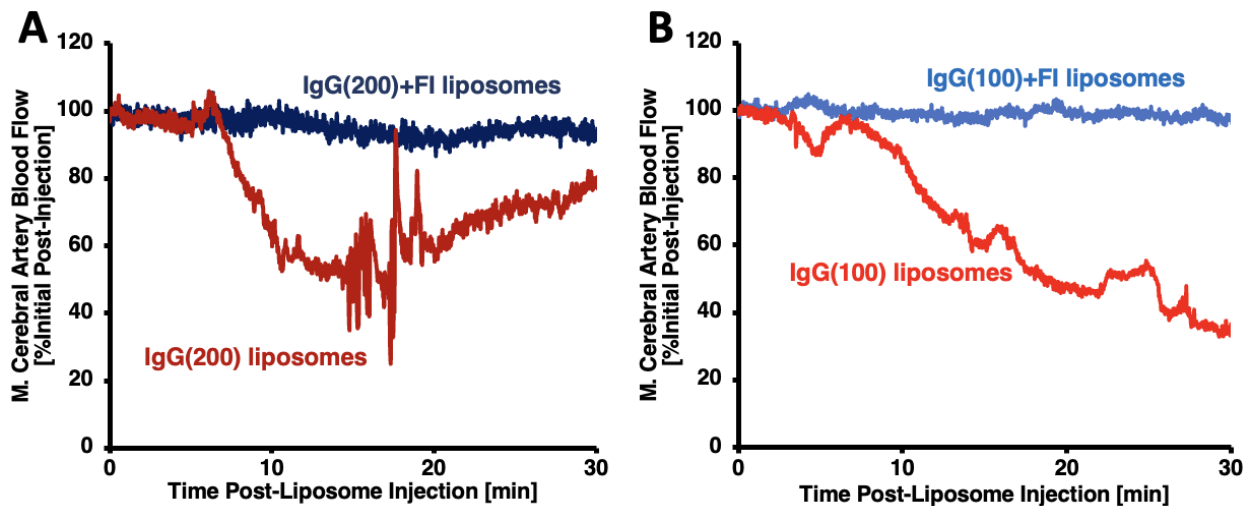 A
M. Cerebral Artery Blood Flow
[%Initial Post-Injection]
120
100
80
60
40
20
0
IgG(200)+FI liposomes
IgG(200) liposomes
0 10 20 30
Time Post-Liposome Injection [min]
B
M. Cerebral Artery Blood Flow
[%Initial Post-Injection]
120
100
80
60
40
20
0
IgG(100)+FI liposomes
IgG(100) liposomes
0 10 20 30
Time Post-Liposome Injection [min]